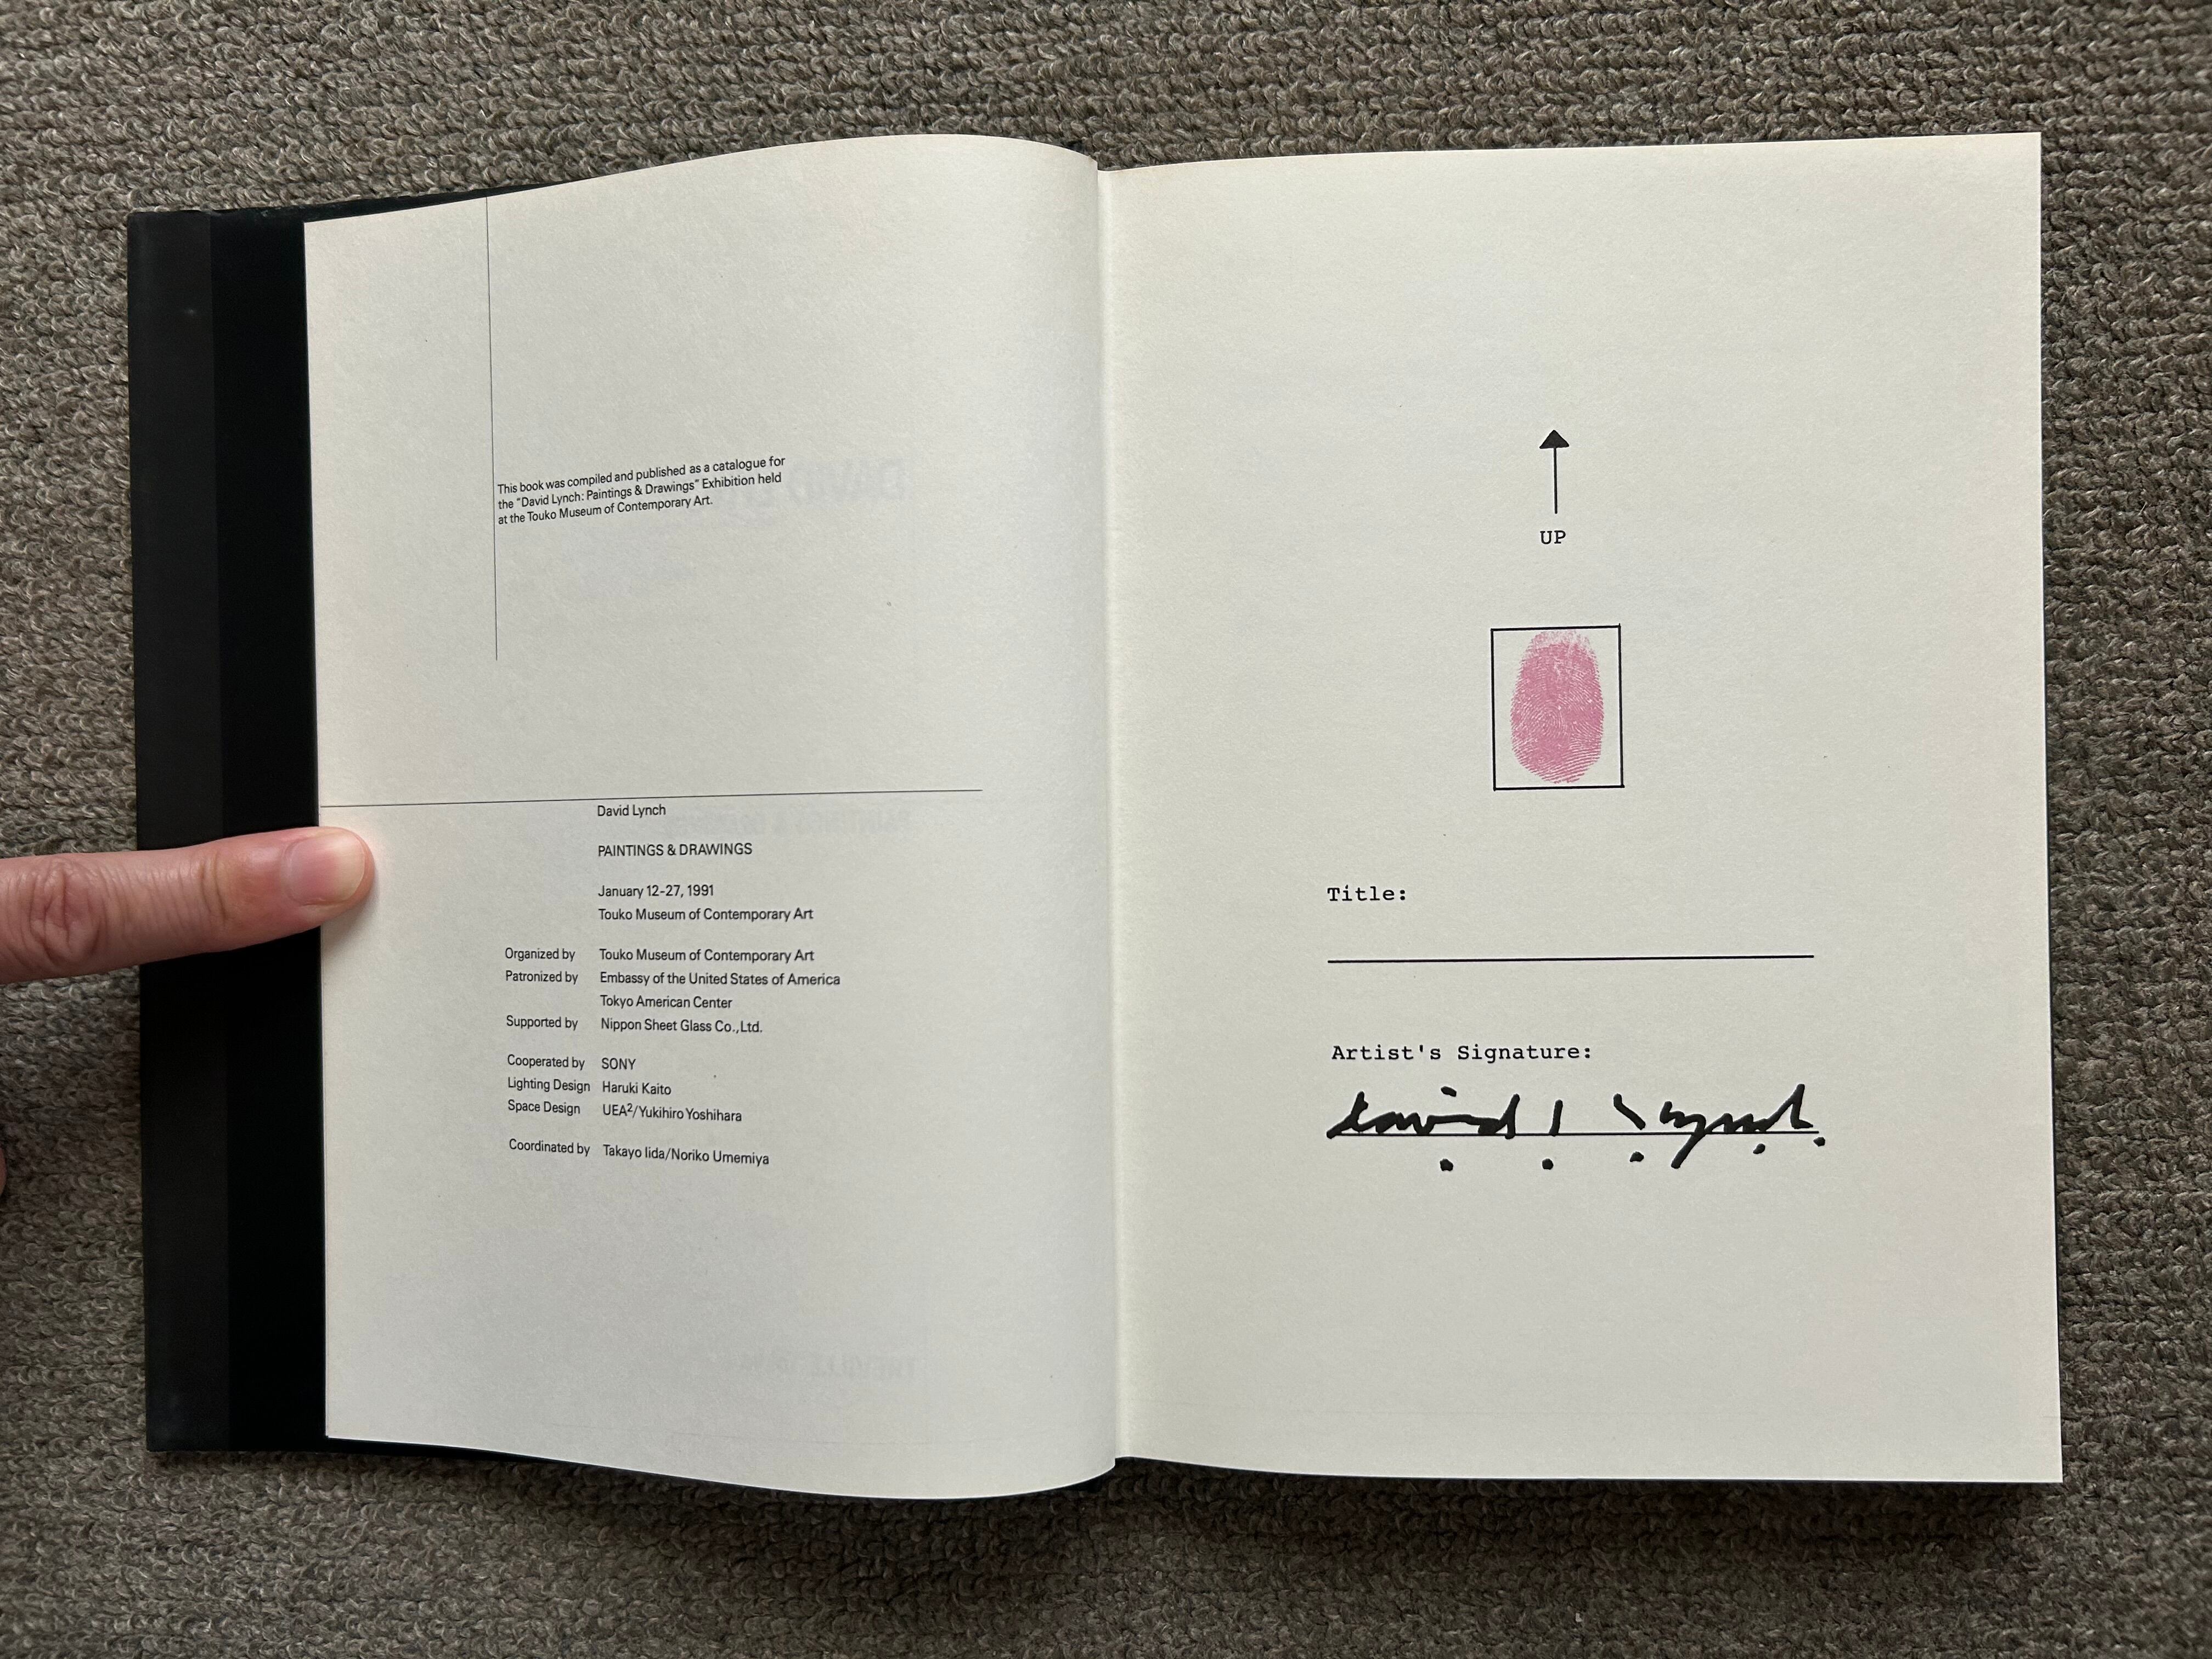 This book was compiled and published as a catalogue for
the "David Lynch: Paintings & Drawings" Exhibition held
at the Touko Museum of Contemporary Art.
David Lynch
PAINTINGS & DRAWINGS
January 12-27, 1991
Touko Museum of Contemporary Art
Organized by Touko Museum of Contemporary Art
Patronized by Embassy of the United States of America
Tokyo American Center
Supported by Nippon Sheet Glass Co.,Ltd.
Cooperated by SONY
Lighting Design Haruki Kaito
Space Design UEA²/Yukihiro Yoshihara
Coordinated by Takayo Iida/Noriko Umemiya
UP
Title:
Artist's Signature:
David Lynch